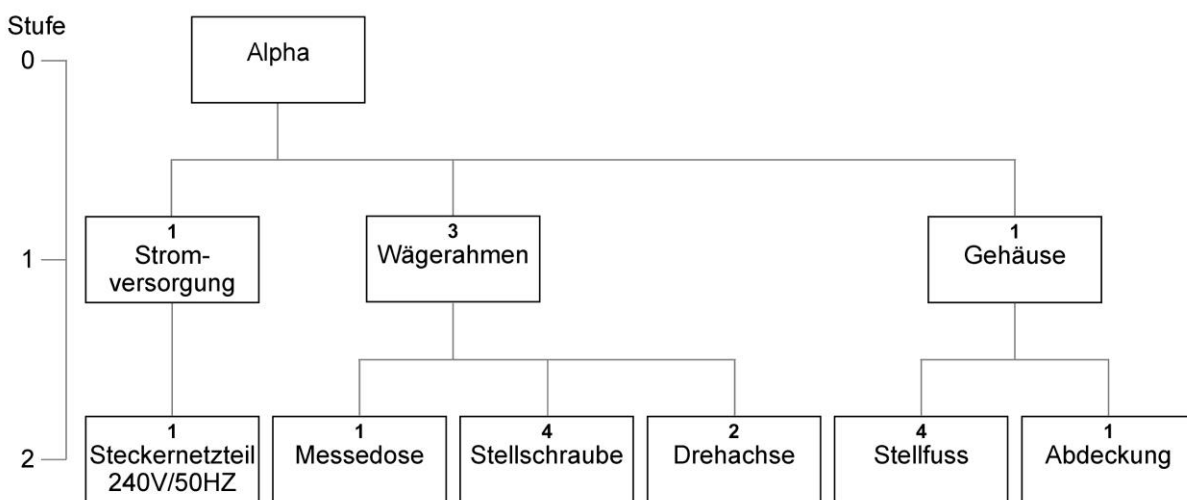 Stufe
0
Alpha
1
1
Strom-
versorgung
3
Wägerahmen
1
Gehäuse
2
1
Steckernetzteil
240V/50HZ
1
Messedose
4
Stellschraube
2
Drehachse
4
Stellfuss
1
Abdeckung